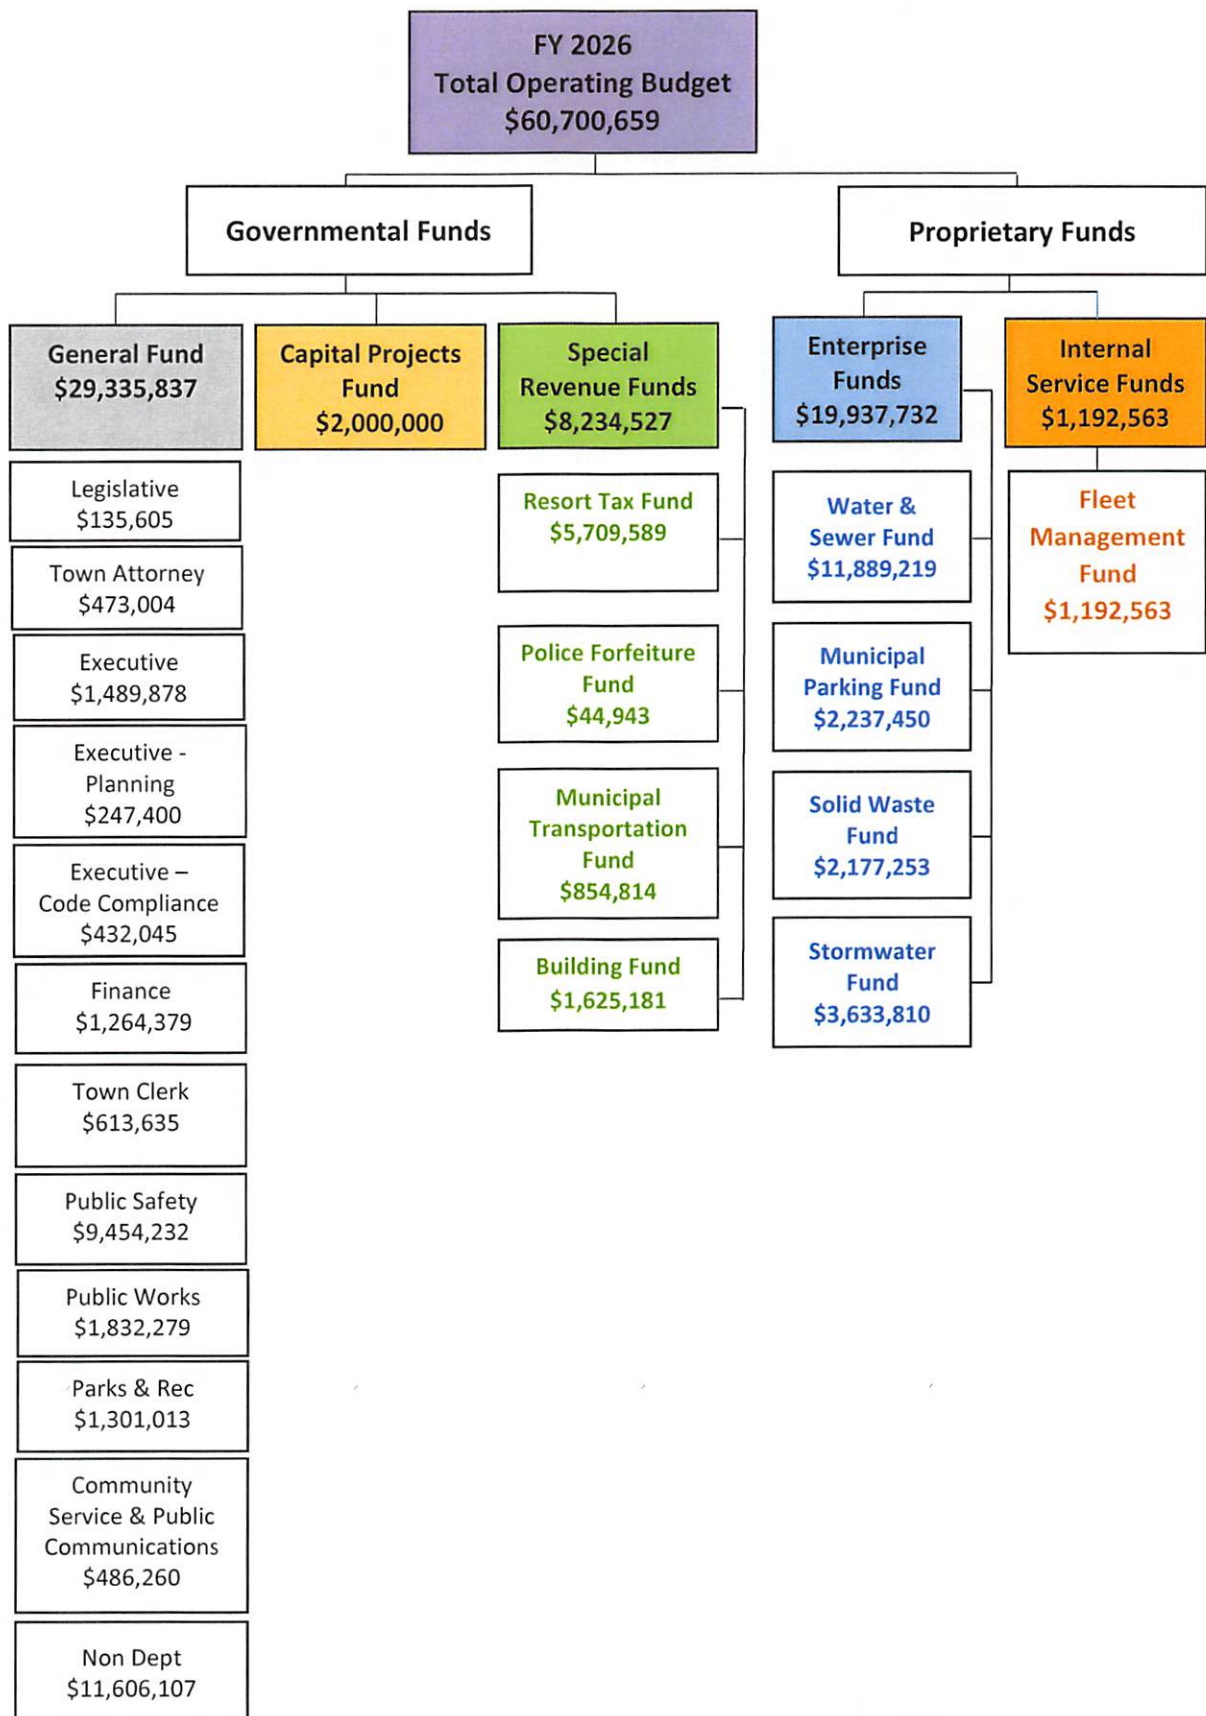 FY 2026
Total Operating Budget
$60,700,659
Governmental Funds
Proprietary Funds
General Fund
$29,335,837
Capital Projects
Fund
$2,000,000
Special
Revenue Funds
$8,234,527
Enterprise
Funds
$19,937,732
Internal
Service Funds
$1,192,563
Legislative
$135,605
Town Attorney
$473,004
Executive
$1,489,878
Executive -
Planning
$247,400
Executive –
Code Compliance
$432,045
Finance
$1,264,379
Town Clerk
$613,635
Public Safety
$9,454,232
Public Works
$1,832,279
Parks & Rec
$1,301,013
Community
Service & Public
Communications
$486,260
Non Dept
$11,606,107
Resort Tax Fund
$5,709,589
Police Forfeiture
Fund
$44,943
Municipal
Transportation
Fund
$854,814
Building Fund
$1,625,181
Water &
Sewer Fund
$11,889,219
Municipal
Parking Fund
$2,237,450
Solid Waste
Fund
$2,177,253
Stormwater
Fund
$3,633,810
Fleet
Management
Fund
$1,192,563